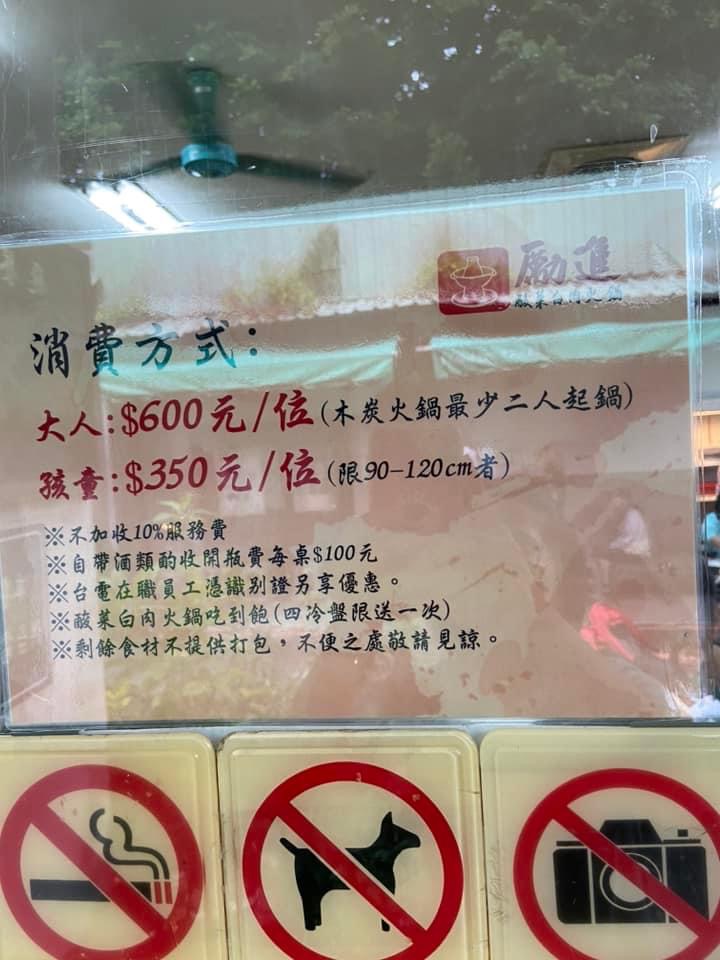 勵進
酸菜白肉火鍋
消費方式:
大人:$600元/位(木炭火鍋最少二人起鍋)
孩童:$350元/位(限90-120cm者)
※不加收10%服務費
※自帶酒類酌收開瓶費每桌$100元
※台電在職員工憑識別證另享優惠。
※酸菜白肉火鍋吃到飽(四冷盤限送一次)
※剩餘食材不提供打包，不便之處敬請見諒。